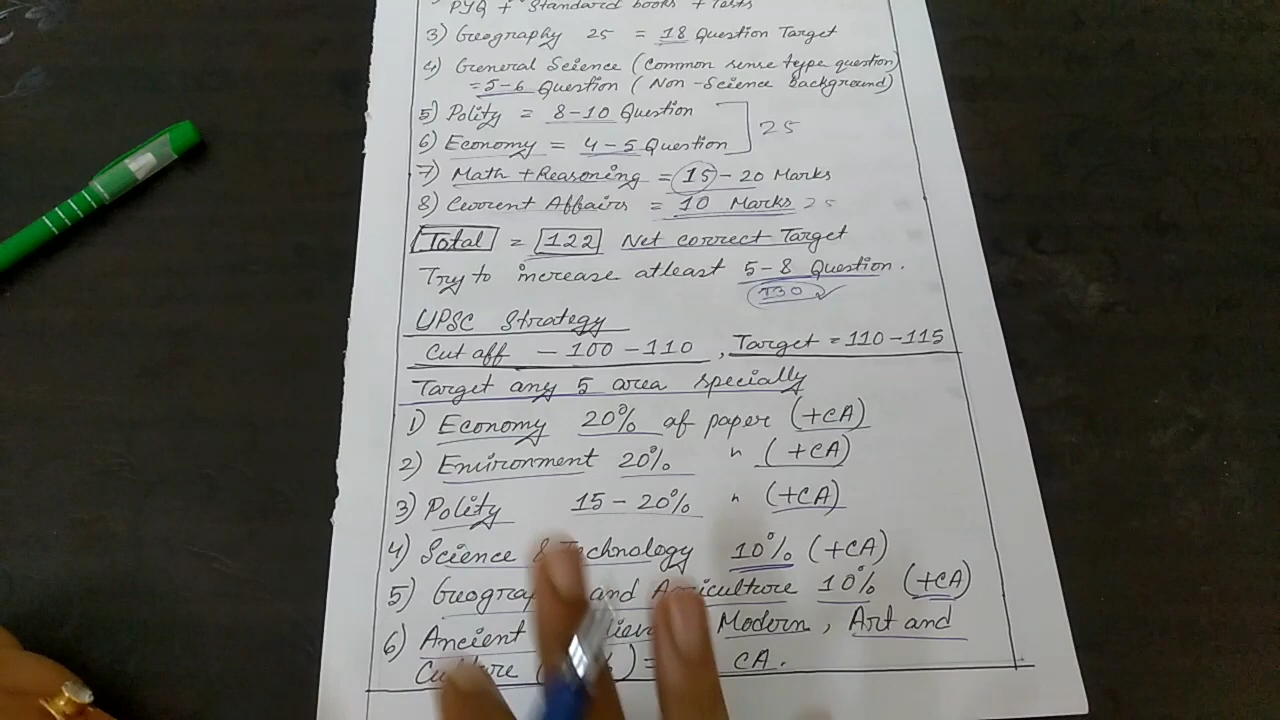 PYQ + Standard books + Tests
3) Geography 25 = 18 Question Target
4) General Science (Common sense type question)
= 5-6 Question (Non-Science background)
5) Polity = 8-10 Question
25
6) Economy = 4-5 Question
7) Math + Reasoning = 15 - 20 Marks
8) Current Affairs = 10 Marks 25
Total = 122 Net correct Target
Try to increase atleast 5-8 Question.
130 ✓
UPSC Strategy
Cut off - 100 - 110, Target = 110-115
Target any 5 area specially
1) Economy 20% of paper (+CA)
2) Environment 20% " (+CA)
3) Polity 15 - 20% " (+CA)
4) Science & Technology 10% (+CA)
5) and Agriculture 10% (+CA)
6) Ancient Modern, Art and
CA.